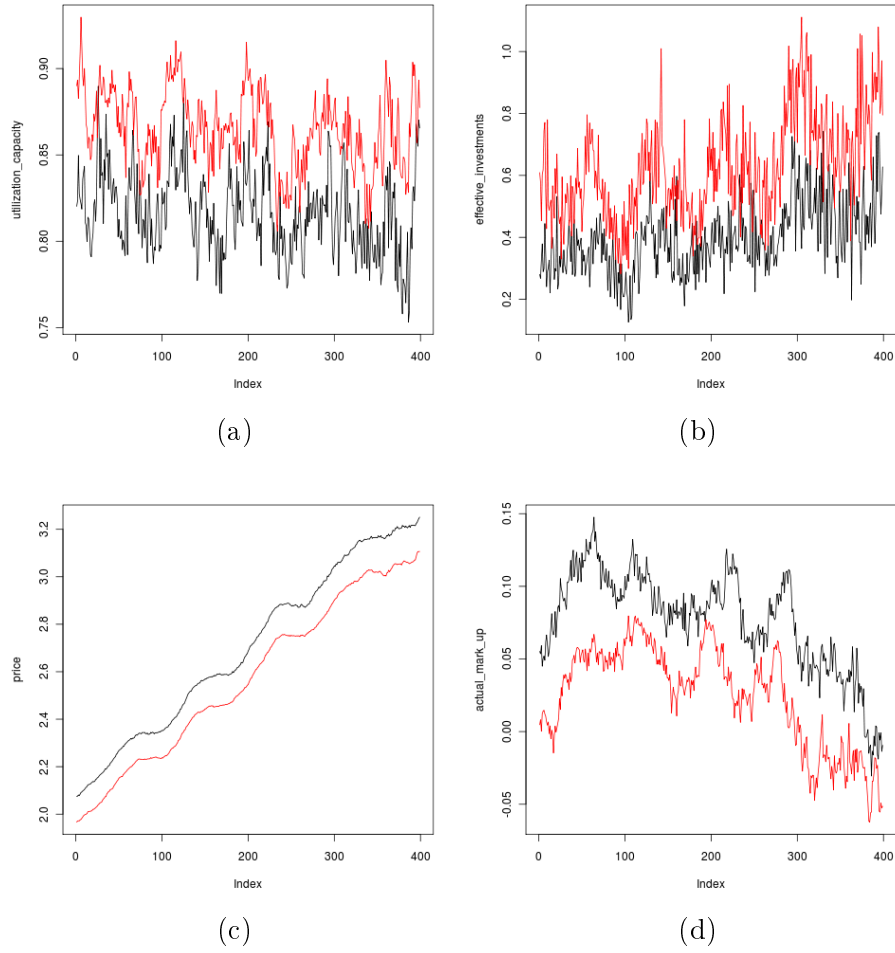 utilization_capacity
0.75 0.80 0.85 0.90
0 100 200 300 400
Index
(a)
effective_investments
0.2 0.4 0.6 0.8 1.0
0 100 200 300 400
Index
(b)
price
2.0 2.2 2.4 2.6 2.8 3.0 3.2
0 100 200 300 400
Index
(c)
actual_mark_up
-0.05 0.00 0.05 0.10 0.15
0 100 200 300 400
Index
(d)